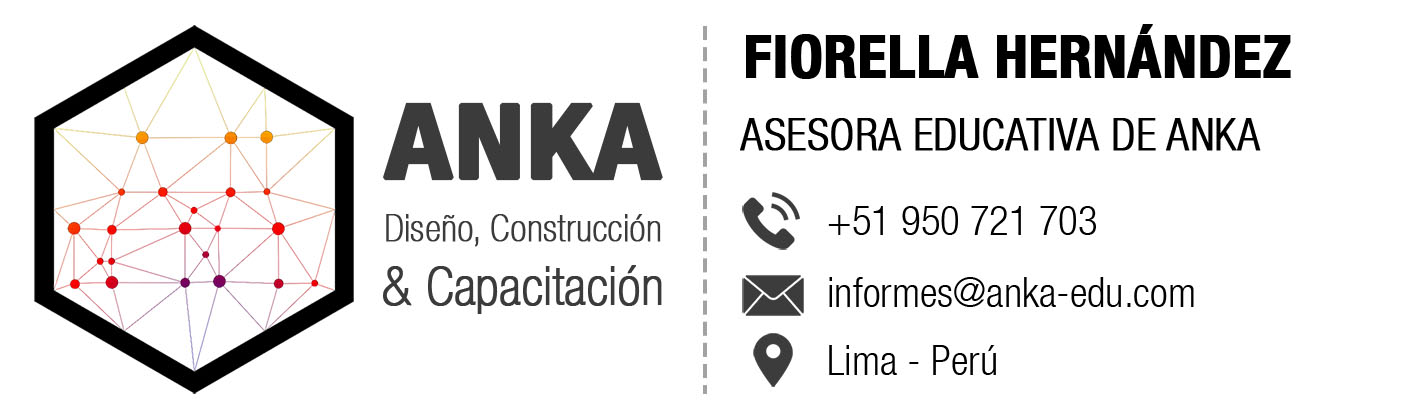 ANKA
Diseño, Construcción
& Capacitación
FIORELLA HERNÁNDEZ
ASESORA EDUCATIVA DE ANKA
+51 950 721 703
informes@anka-edu.com
Lima - Perú